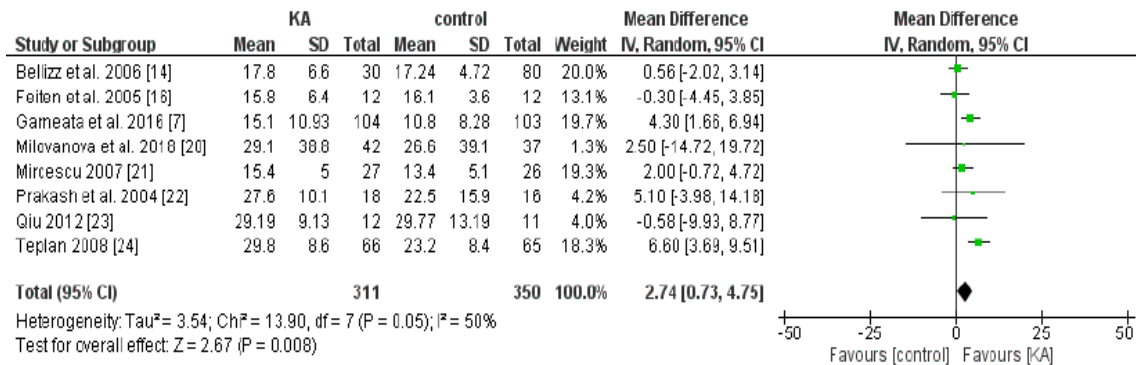 KA control Mean Difference Mean Difference
Study or Subgroup Mean SD Total Mean SD Total Weight IV, Random, 95% CI IV, Random, 95% CI
Bellizz et al. 2006 [14] 17.8 6.6 30 17.24 4.72 80 20.0% 0.56 [-2.02, 3.14]
Feiten et al. 2005 [16] 15.8 6.4 12 16.1 3.6 12 13.1% -0.30 [-4.45, 3.85]
Garneata et al. 2016 [7] 15.1 10.93 104 10.8 8.28 103 19.7% 4.30 [1.66, 6.94]
Milovanova et al. 2018 [20] 29.1 38.8 42 26.6 39.1 37 1.3% 2.50 [-14.72, 19.72]
Mircescu 2007 [21] 15.4 5 27 13.4 5.1 26 19.3% 2.00 [-0.72, 4.72]
Prakash et al. 2004 [22] 27.6 10.1 18 22.5 15.9 16 4.2% 5.10 [-3.98, 14.18]
Qiu 2012 [23] 29.19 9.13 12 29.77 13.19 11 4.0% -0.58 [-9.93, 8.77]
Teplan 2008 [24] 29.8 8.6 66 23.2 8.4 65 18.3% 6.60 [3.69, 9.51]
Total (95% CI) 311 350 100.0% 2.74 [0.73, 4.75]
Heterogeneity: Tau² = 3.54; Chi² = 13.90, df = 7 (P = 0.05); I² = 50%
Test for overall effect: Z = 2.67 (P = 0.008)
-50 -25 0 25 50
Favours [control] Favours [KA]